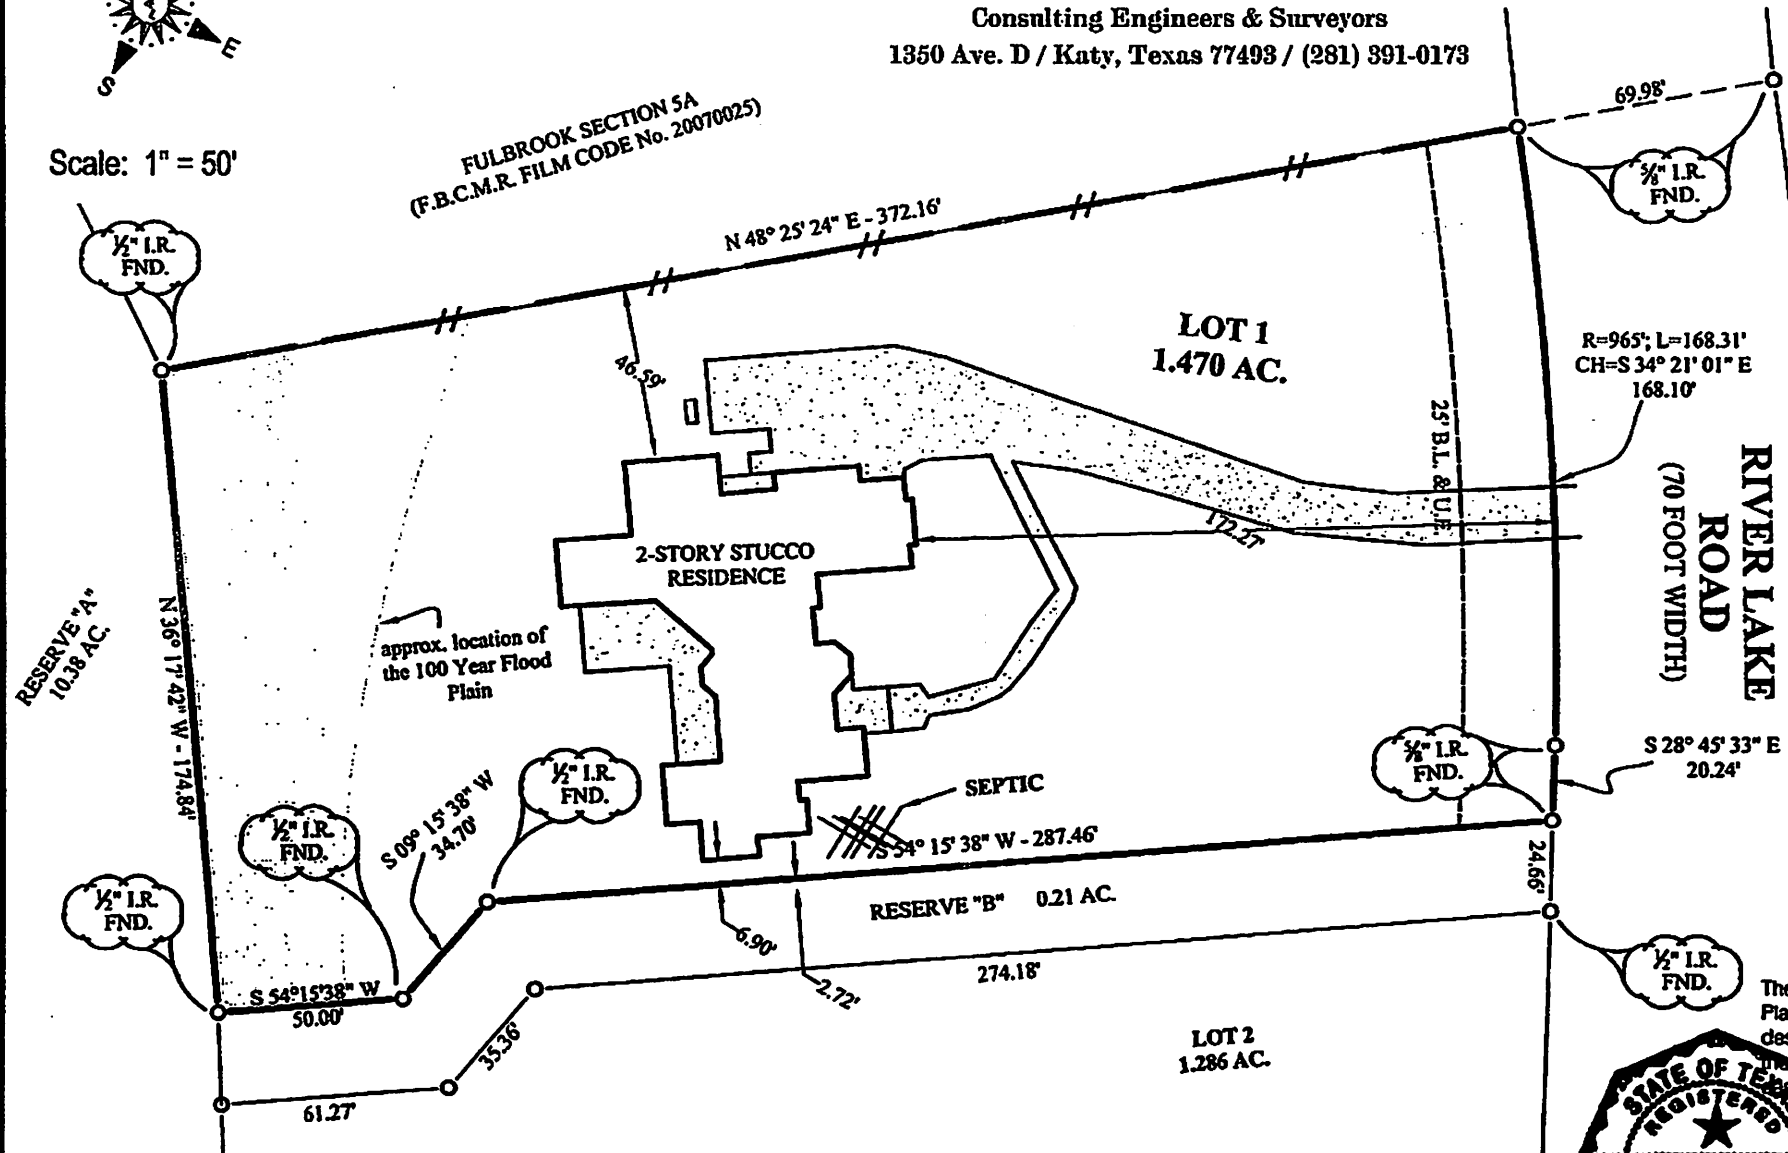 Consulting Engineers & Surveyors
1350 Ave. D / Katy, Texas 77493 / (281) 391-0173
E
S
Scale: 1" = 50'
FULBROOK SECTION 5A
(F.B.C.M.R. FILM CODE No. 20070025)
69.98'
⅝" I.R.
FND.
½" I.R.
FND.
N 48° 25' 24" E - 372.16'
LOT 1
1.470 AC.
R=965'; L=168.31'
CH=S 34° 21' 01" E
168.10'
46.59'
25' B.L. & U.E
RIVER LAKE
ROAD
(70 FOOT WIDTH)
172.27'
2-STORY STUCCO
RESIDENCE
RESERVE "A"
10.38 AC.
N 36° 17' 42" W - 174.84'
approx. location of
the 100 Year Flood
Plain
S 28° 45' 33" E
20.24'
⅝" I.R.
FND.
½" I.R.
FND.
SEPTIC
S 09° 15' 38" W
34.70'
½" I.R.
FND.
S 54° 15' 38" W - 287.46'
24.66'
½" I.R.
FND.
RESERVE "B" 0.21 AC.
6.90'
2.72'
274.18'
½" I.R.
FND.
S 54°15'38" W
50.00'
35.36'
61.27'
LOT 2
1.286 AC.
STATE OF TEX
REGISTERED